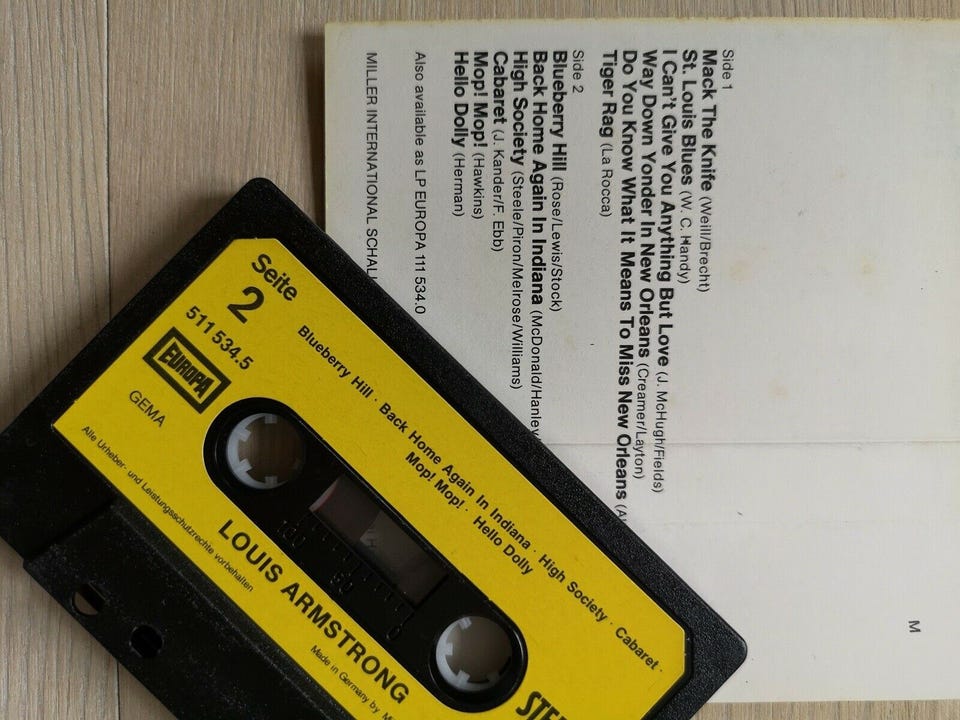 Side 1
Mack The Knife (Weill/Brecht)
St. Louis Blues (W. C. Handy)
I Can't Give You Anything But Love (J. McHugh/Fields)
Way Down Yonder In New Orleans (Creamer/Layton)
Do You Know What It Means To Miss New Orleans
Tiger Rag (La Rocca)
Side 2
Blueberry Hill (Rose/Lewis/Stock)
Back Home Again In Indiana (McDonald/Hanley
High Society (Steele/Piron/Melrose/Williams)
Cabaret (J. Kander/F. Ebb)
Mop! Mop! (Hawkins)
Hello Dolly (Herman)
Also available as LP EUROPA 111 534.0
MILLER INTERNATIONAL
M
Seite
2
511 534.5
EUROPA
GEMA
Blueberry Hill · Back Home Again In Indiana · High Society · Cabaret ·
Mop! Mop! · Hello Dolly
100 50 0
LOUIS ARMSTRONG
Alle Urheber- und Leistungsschutzrechte vorbehalten
Made in Germany by